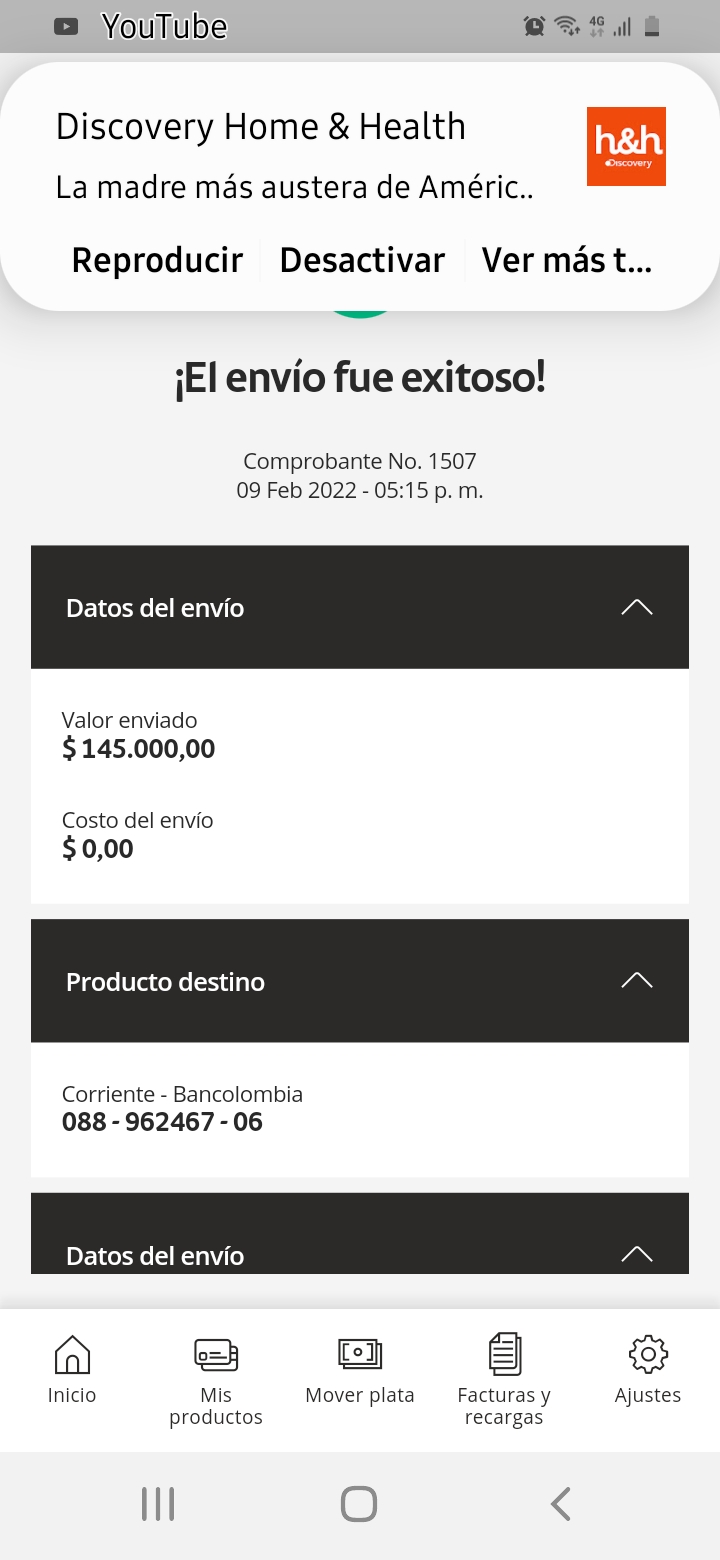 YouTube
4G
Discovery Home & Health
La madre más austera de Améric..
h&h
Discovery
Reproducir Desactivar Ver más t...
¡El envío fue exitoso!
Comprobante No. 1507
09 Feb 2022 - 05:15 p. m.
Datos del envío
Valor enviado
$ 145.000,00
Costo del envío
$ 0,00
Producto destino
Corriente - Bancolombia
088 - 962467 - 06
Datos del envío
Inicio
Mis
productos
Mover plata
Facturas y
recargas
Ajustes